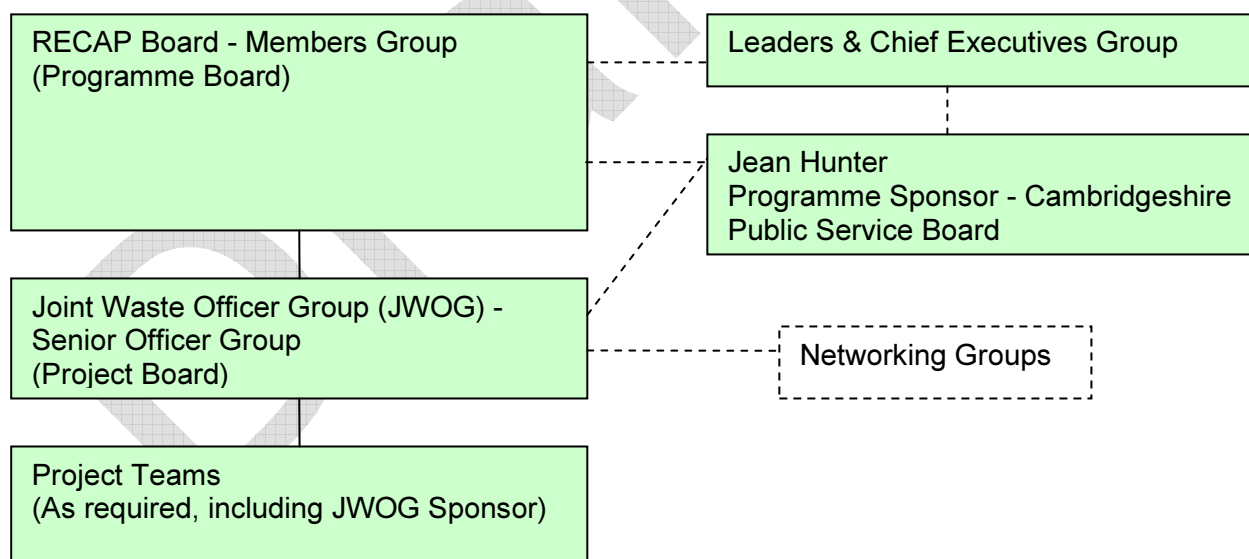 RECAP Board - Members Group
(Programme Board)
Leaders & Chief Executives Group
Jean Hunter
Programme Sponsor - Cambridgeshire
Public Service Board
Joint Waste Officer Group (JWOG) -
Senior Officer Group
(Project Board)
Networking Groups
Project Teams
(As required, including JWOG Sponsor)